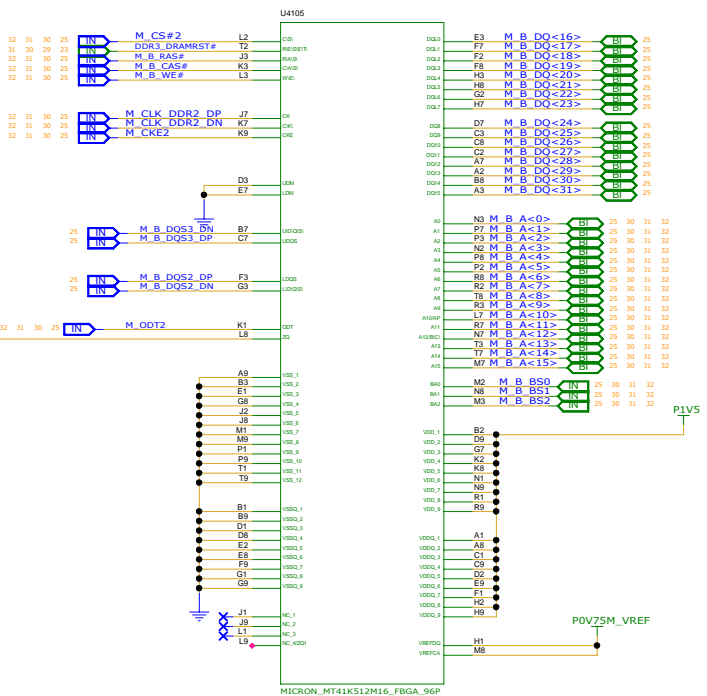 U4105
32 31 30 25 IN M_CS#2 L2 C\S\
31 30 29 23 IN DDR3_DRAMRST# T2 R\E\S\E\T\
32 31 30 25 IN M_B_RAS# J3 R\A\S\
32 31 30 25 IN M_B_CAS# K3 C\A\S\
32 31 30 25 IN M_B_WE# L3 W\E\
32 31 30 25 IN M_CLK_DDR2_DP J7 CK
32 31 30 25 IN M_CLK_DDR2_DN K7 C\K\
32 31 30 25 IN M_CKE2 K9 CKE
D3 UDM
E7 LDM
25 IN M_B_DQS3_DN B7 U\D\Q\S\
25 IN M_B_DQS3_DP C7 UDQS
25 IN M_B_DQS2_DP F3 LDQS
25 IN M_B_DQS2_DN G3 L\D\Q\S\
32 31 30 25 IN M_ODT2 K1 ODT
L8 ZQ
A9 VSS_1
B3 VSS_2
E1 VSS_3
G8 VSS_4
J2 VSS_5
J8 VSS_6
M1 VSS_7
M9 VSS_8
P1 VSS_9
P9 VSS_10
T1 VSS_11
T9 VSS_12
B1 VSSQ_1
B9 VSSQ_2
D1 VSSQ_3
D8 VSSQ_4
E2 VSSQ_5
E8 VSSQ_6
F9 VSSQ_7
G1 VSSQ_8
G9 VSSQ_9
J1 NC_1
J9 NC_2
L1 NC_3
L9 NC_4/ZQ1
DQL0 E3 M_B_DQ<16> BI 25
DQL1 F7 M_B_DQ<17> BI 25
DQL2 F2 M_B_DQ<18> BI 25
DQL3 F8 M_B_DQ<19> BI 25
DQL4 H3 M_B_DQ<20> BI 25
DQL5 H8 M_B_DQ<21> BI 25
DQL6 G2 M_B_DQ<22> BI 25
DQL7 H7 M_B_DQ<23> BI 25
DQ8 D7 M_B_DQ<24> BI 25
DQ9 C3 M_B_DQ<25> BI 25
DQ10 C8 M_B_DQ<26> BI 25
DQ11 C2 M_B_DQ<27> BI 25
DQ12 A7 M_B_DQ<28> BI 25
DQ13 A2 M_B_DQ<29> BI 25
DQ14 B8 M_B_DQ<30> BI 25
DQ15 A3 M_B_DQ<31> BI 25
A0 N3 M_B_A<0> BI 25 30 31 32
A1 P7 M_B_A<1> BI 25 30 31 32
A2 P3 M_B_A<2> BI 25 30 31 32
A3 N2 M_B_A<3> BI 25 30 31 32
A4 P8 M_B_A<4> BI 25 30 31 32
A5 P2 M_B_A<5> BI 25 30 31 32
A6 R8 M_B_A<6> BI 25 30 31 32
A7 R2 M_B_A<7> BI 25 30 31 32
A8 T8 M_B_A<8> BI 25 30 31 32
A9 R3 M_B_A<9> BI 25 30 31 32
A10/AP L7 M_B_A<10> BI 25 30 31 32
A11 R7 M_B_A<11> BI 25 30 31 32
A12/B\C\ N7 M_B_A<12> BI 25 30 31 32
A13 T3 M_B_A<13> BI 25 30 31 32
A14 T7 M_B_A<14> BI 25 30 31 32
A15 M7 M_B_A<15> BI 25 30 31 32
BA0 M2 M_B_BS0 IN 25 30 31 32
BA1 N8 M_B_BS1 IN 25 30 31 32
BA2 M3 M_B_BS2 IN 25 30 31 32
P1V5
VDD_1 B2
VDD_2 D9
VDD_3 G7
VDD_4 K2
VDD_5 K8
VDD_6 N1
VDD_7 N9
VDD_8 R1
VDD_9 R9
VDDQ_1 A1
VDDQ_2 A8
VDDQ_3 C1
VDDQ_4 C9
VDDQ_5 D2
VDDQ_6 E9
VDDQ_7 F1
VDDQ_8 H2
VDDQ_9 H9
P0V75M_VREF
VREFDQ H1
VREFCA M8
MICRON_MT41K512M16_FBGA_96P